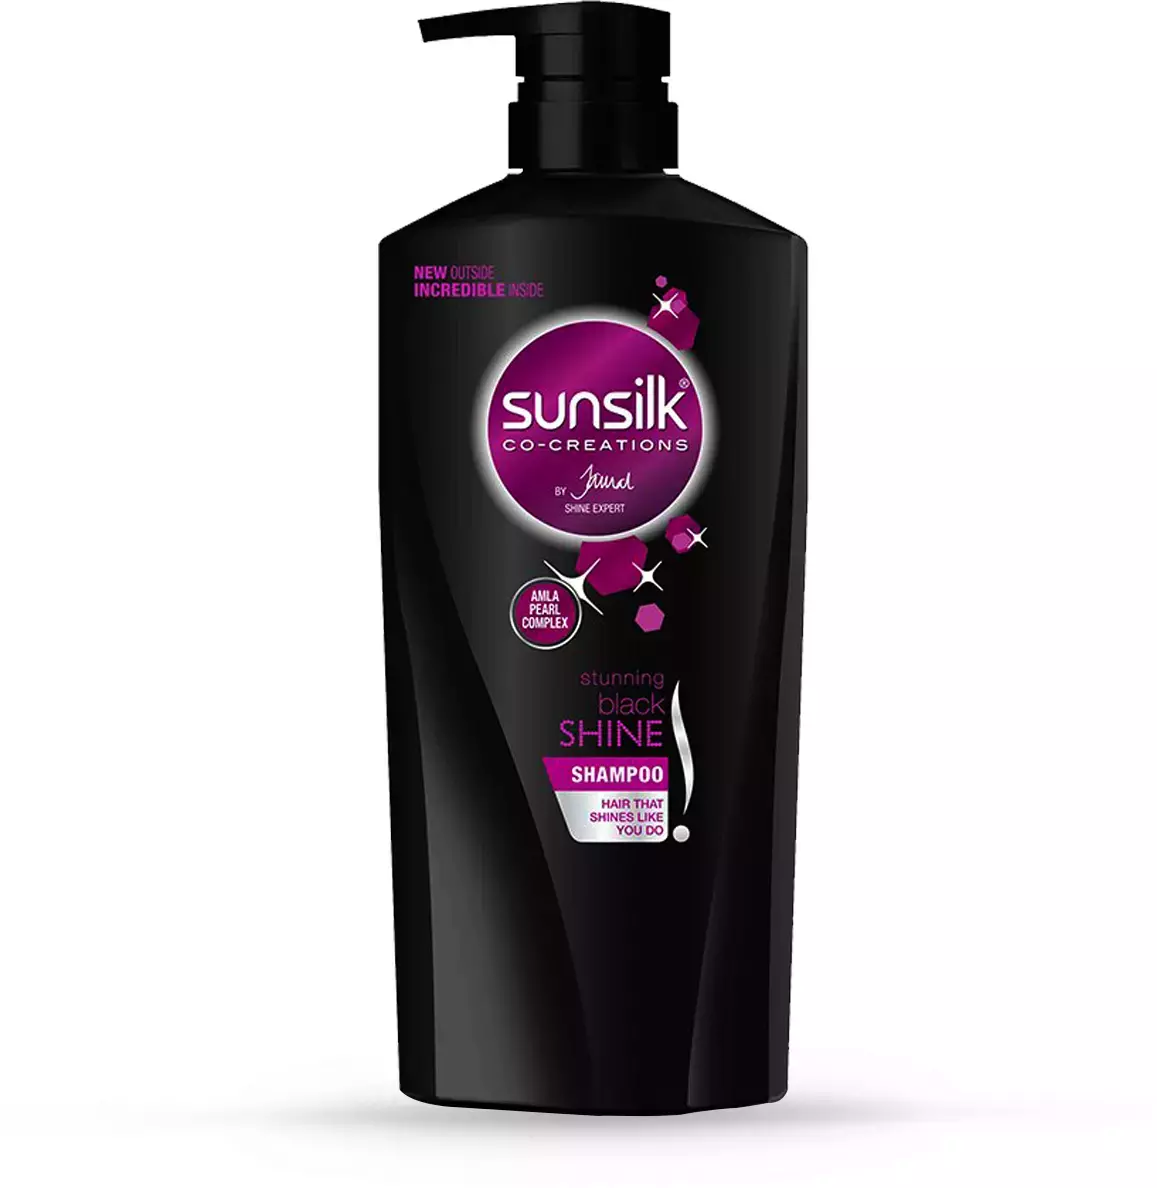 NEW OUTSIDE
INCREDIBLE INSIDE
sunsilk®
CO-CREATIONS
BY Jamal
SHINE EXPERT
AMLA
PEARL
COMPLEX
stunning
black
SHINE
SHAMPOO
HAIR THAT
SHINES LIKE
YOU DO